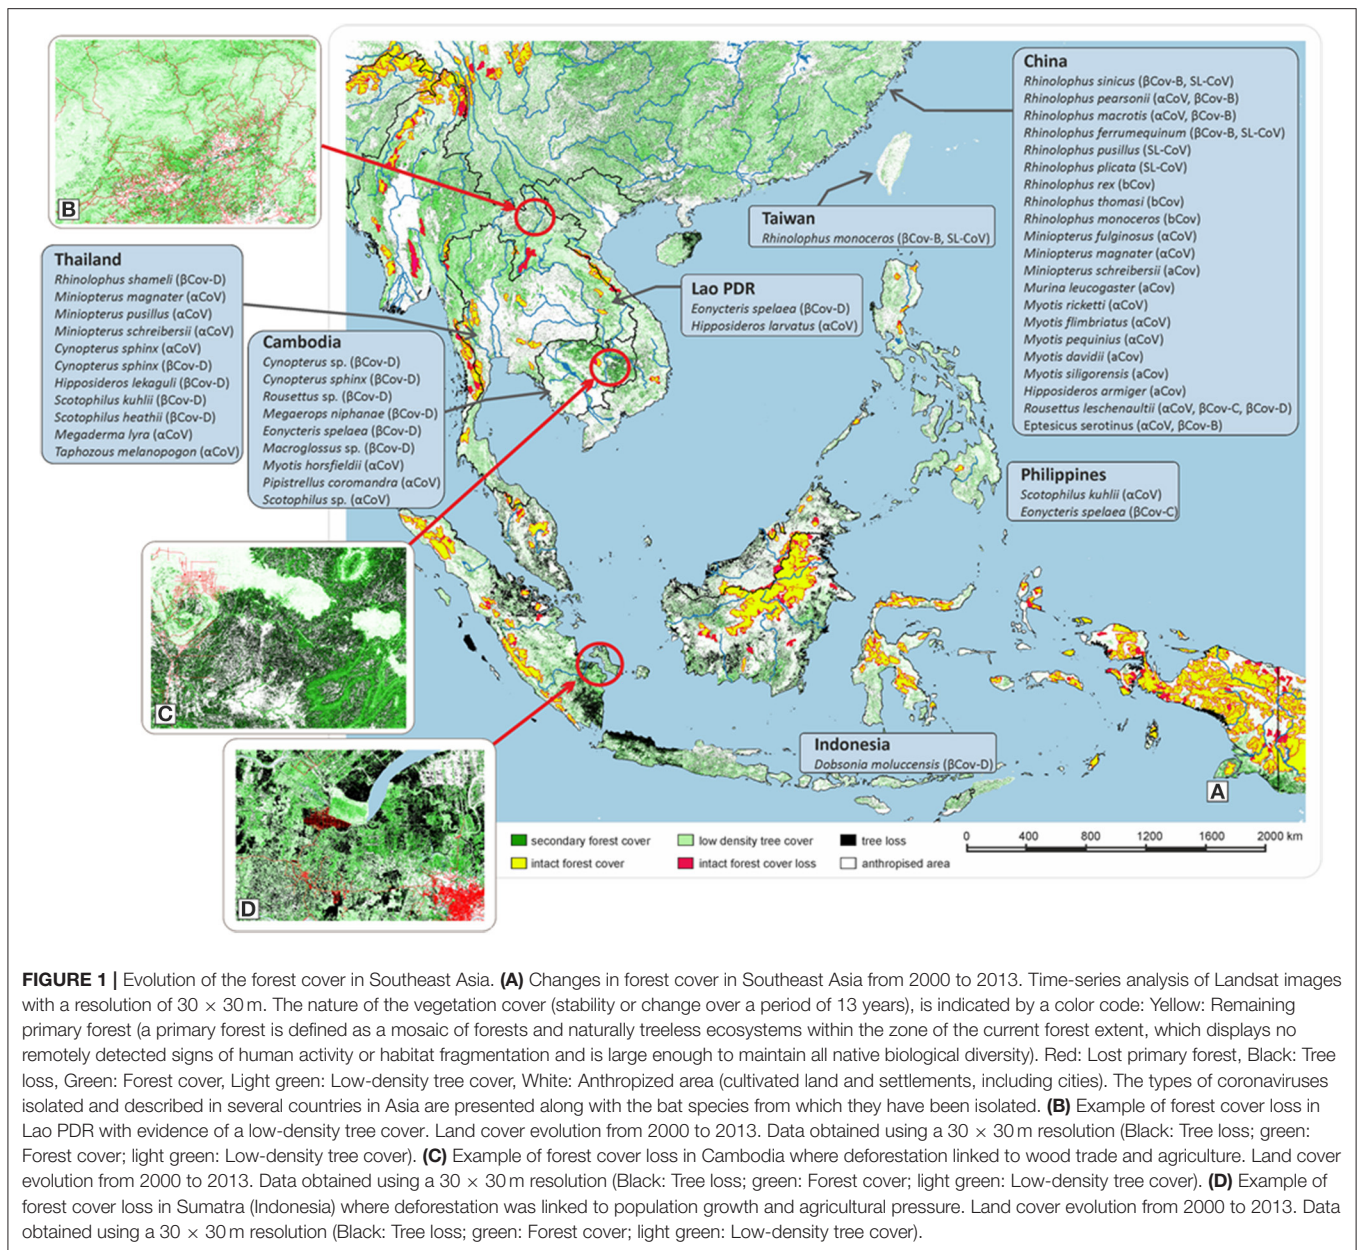 B
China
Rhinolophus sinicus (βCov-B, SL-CoV)
Rhinolophus pearsonii (αCoV, βCov-B)
Rhinolophus macrotis (αCoV, βCov-B)
Rhinolophus ferrumequinum (βCov-B, SL-CoV)
Rhinolophus pusillus (SL-CoV)
Rhinolophus plicata (SL-CoV)
Rhinolophus rex (bCov)
Rhinolophus thomasi (bCov)
Rhinolophus monoceros (bCov)
Miniopterus fulginosus (αCoV)
Miniopterus magnater (αCoV)
Miniopterus schreibersii (aCov)
Murina leucogaster (aCov)
Myotis ricketti (αCoV)
Myotis flimbriatus (αCoV)
Myotis pequinius (αCoV)
Myotis davidii (aCov)
Myotis siligorensis (aCov)
Hipposideros armiger (aCov)
Rousettus leschenaultii (αCoV, βCov-C, βCov-D)
Eptesicus serotinus (αCoV, βCov-B)
Taiwan
Rhinolophus monoceros (βCov-B, SL-CoV)
Thailand
Rhinolophus shameli (βCov-D)
Miniopterus magnater (αCoV)
Miniopterus pusillus (αCoV)
Miniopterus schreibersii (αCoV)
Cynopterus sphinx (αCoV)
Cynopterus sphinx (βCov-D)
Hipposideros lekaguli (βCov-D)
Scotophilus kuhlii (βCov-D)
Scotophilus heathii (βCov-D)
Megaderma lyra (αCoV)
Taphozous melanopogon (αCoV)
Lao PDR
Eonycteris spelaea (βCov-D)
Hipposideros larvatus (αCoV)
Cambodia
Cynopterus sp. (βCov-D)
Cynopterus sphinx (βCov-D)
Rousettus sp. (βCov-D)
Megaerops niphanae (βCov-D)
Eonycteris spelaea (βCov-D)
Macroglossus sp. (βCov-D)
Myotis horsfieldii (αCoV)
Pipistrellus coromandra (αCoV)
Scotophilus sp. (αCoV)
Philippines
Scotophilus kuhlii (αCoV)
Eonycteris spelaea (βCov-C)
C
Indonesia
Dobsonia moluccensis (βCov-D)
A
D
secondary forest cover
low density tree cover
tree loss
intact forest cover
intact forest cover loss
anthropised area
0 400 800 1200 1600 2000 km
FIGURE 1 | Evolution of the forest cover in Southeast Asia. (A) Changes in forest cover in Southeast Asia from 2000 to 2013. Time-series analysis of Landsat images
with a resolution of 30 × 30 m. The nature of the vegetation cover (stability or change over a period of 13 years), is indicated by a color code: Yellow: Remaining
primary forest (a primary forest is defined as a mosaic of forests and naturally treeless ecosystems within the zone of the current forest extent, which displays no
remotely detected signs of human activity or habitat fragmentation and is large enough to maintain all native biological diversity). Red: Lost primary forest, Black: Tree
loss, Green: Forest cover, Light green: Low-density tree cover, White: Anthropized area (cultivated land and settlements, including cities). The types of coronaviruses
isolated and described in several countries in Asia are presented along with the bat species from which they have been isolated. (B) Example of forest cover loss in
Lao PDR with evidence of a low-density tree cover. Land cover evolution from 2000 to 2013. Data obtained using a 30 × 30 m resolution (Black: Tree loss; green:
Forest cover; light green: Low-density tree cover). (C) Example of forest cover loss in Cambodia where deforestation linked to wood trade and agriculture. Land cover
evolution from 2000 to 2013. Data obtained using a 30 × 30 m resolution (Black: Tree loss; green: Forest cover; light green: Low-density tree cover). (D) Example of
forest cover loss in Sumatra (Indonesia) where deforestation was linked to population growth and agricultural pressure. Land cover evolution from 2000 to 2013. Data
obtained using a 30 × 30 m resolution (Black: Tree loss; green: Forest cover; light green: Low-density tree cover).